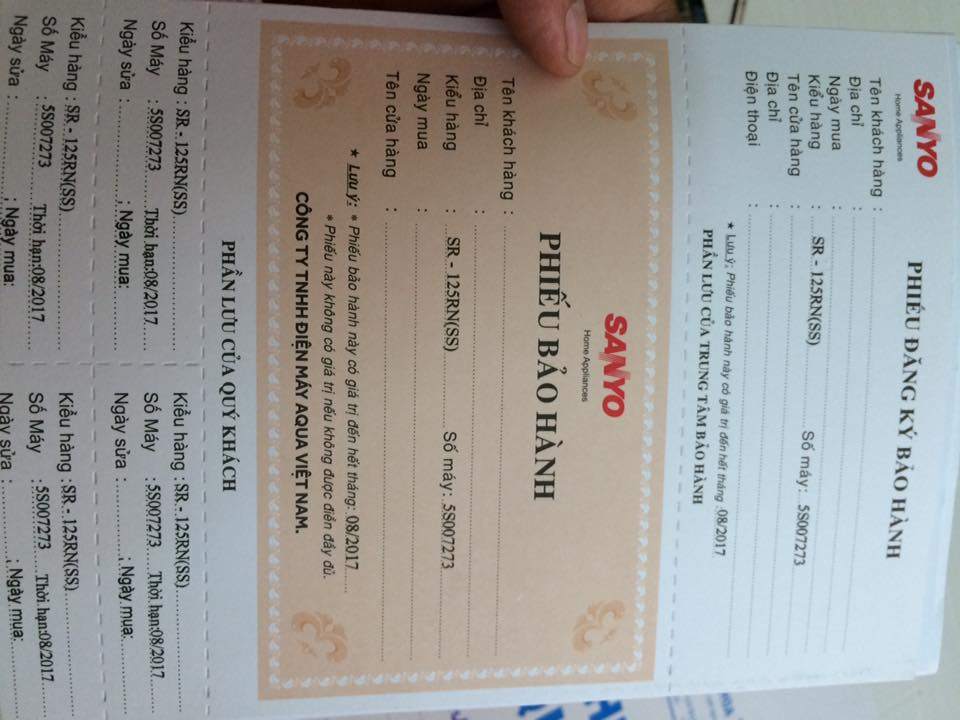 SANYO
Home Appliances
PHIẾU ĐĂNG KÝ BẢO HÀNH
Tên khách hàng :
Địa chỉ :
Ngày mua :
Kiểu hàng : SR - 125RN(SS) Số máy: 5S007273
Tên cửa hàng :
Địa chỉ :
Điện thoại :
★ Lưu ý: Phiếu bảo hành này có giá trị đến hết tháng :08/2017
PHẦN LƯU CỦA TRUNG TÂM BẢO HÀNH
SANYO
Home Appliances
PHIẾU BẢO HÀNH
Tên khách hàng :
Địa chỉ :
Kiểu hàng : SR - 125RN(SS) Số máy: 5S007273
Ngày mua :
Tên cửa hàng :
★ Lưu ý: * Phiếu bảo hành này có giá trị đến hết tháng: 08/2017
* Phiếu này không có giá trị nếu không được điền đầy đủ.
CÔNG TY TNHH ĐIỆN MÁY AQUA VIỆT NAM.
PHẦN LƯU CỦA QUÝ KHÁCH
Kiểu hàng : SR - 125RN(SS)
Số Máy : 5S007273 Thời hạn:08/2017
Ngày sửa : ; Ngày mua:
Kiểu hàng : SR - 125RN(SS)
Số Máy : 5S007273 Thời hạn:08/2017
Ngày sửa : ; Ngày mua:
Kiểu hàng : SR - 125RN(SS)
Số Máy : 5S007273 Thời hạn:08/2017
Ngày sửa : ; Ngày mua:
Kiểu hàng : SR - 125RN(SS)
Số Máy : 5S007273 Thời hạn:08/2017
Ngày sửa : ; Ngày mua: